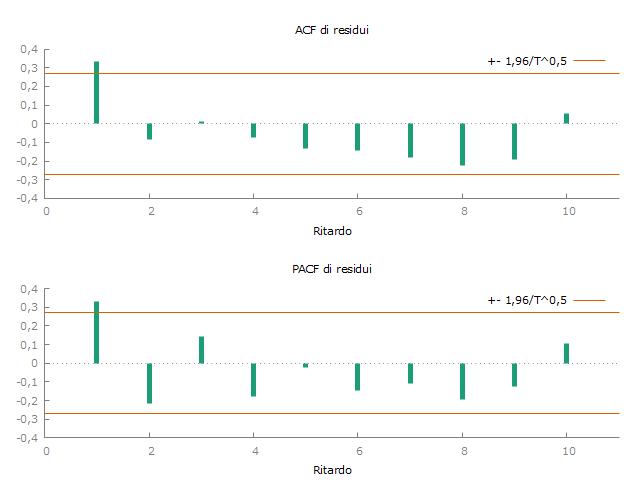 ACF di residui
+- 1,96/T^0,5
0,4
0,3
0,2
0,1
0
-0,1
-0,2
-0,3
-0,4
0 2 4 6 8 10
Ritardo
PACF di residui
+- 1,96/T^0,5
0,4
0,3
0,2
0,1
0
-0,1
-0,2
-0,3
-0,4
0 2 4 6 8 10
Ritardo